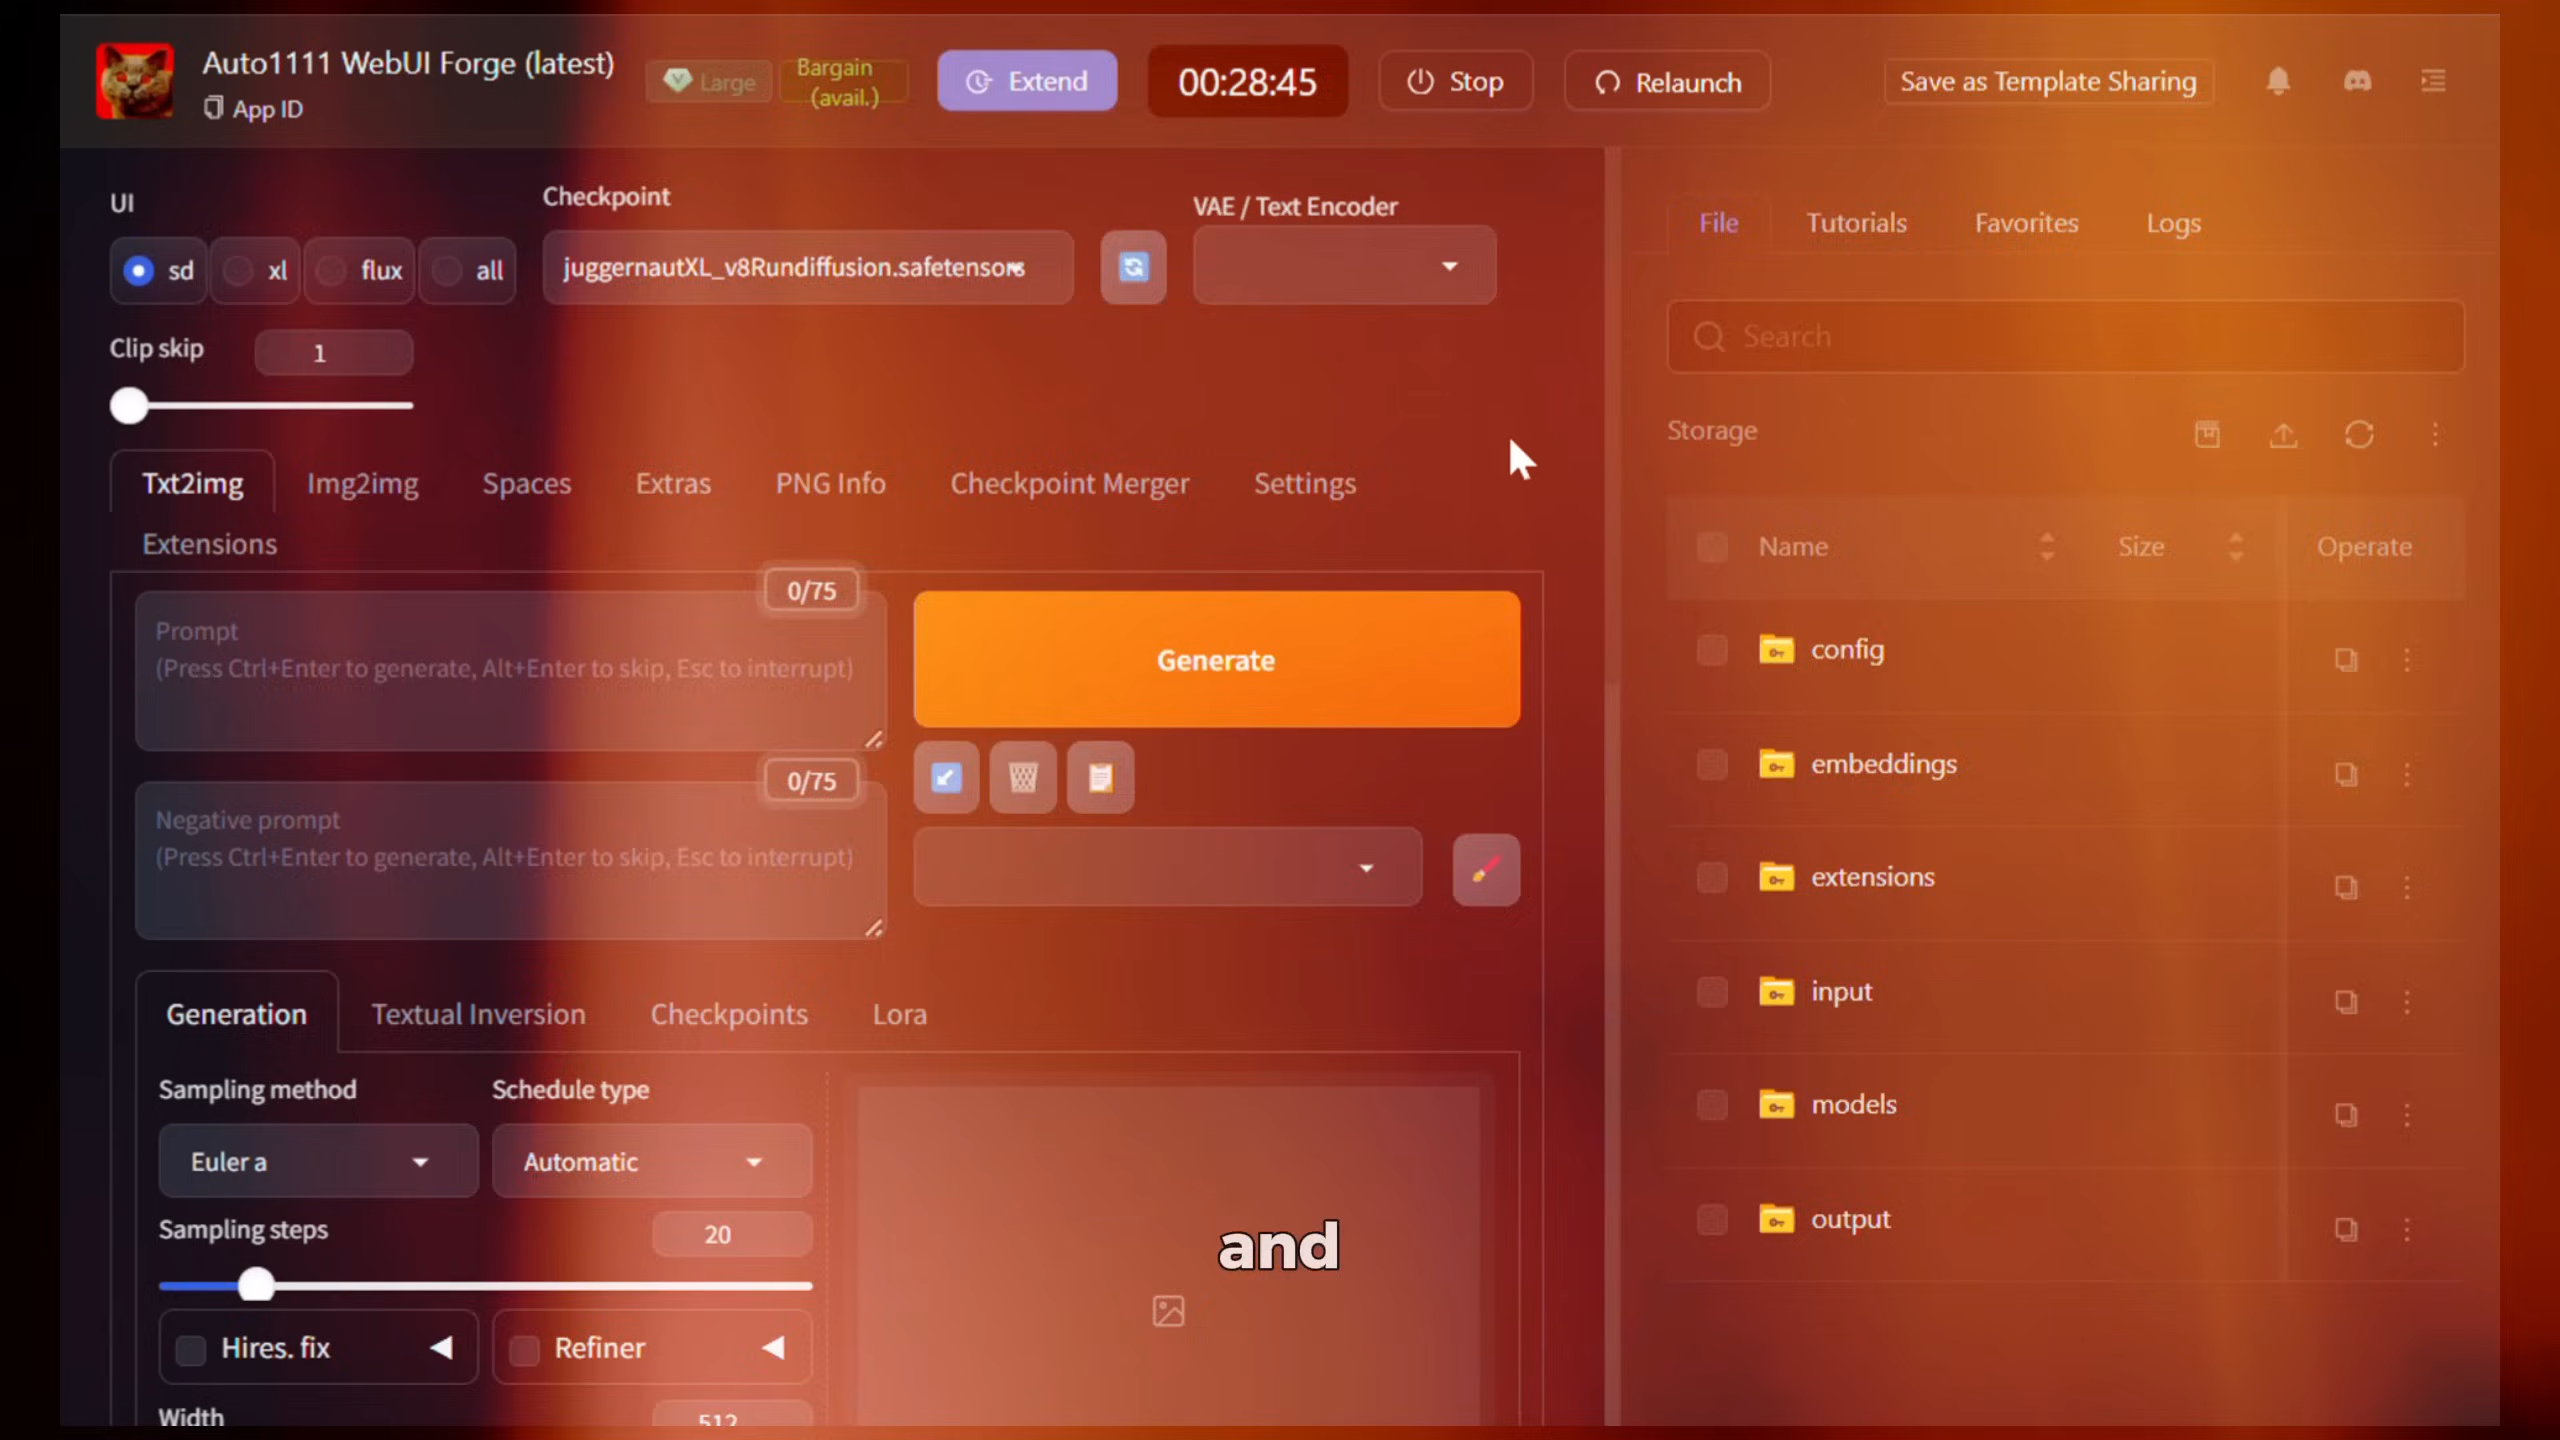 Auto1111 WebUI Forge (latest)
App ID
Large
Bargain
(avail.)
Extend
00:28:45
Stop
Relaunch
Save as Template Sharing
UI
sd
xl
flux
all
Checkpoint
juggernautXL_v8Rundiffusion.safetensors
VAE / Text Encoder
Clip skip
1
Txt2img
Img2img
Spaces
Extras
PNG Info
Checkpoint Merger
Settings
Extensions
0/75
Prompt
(Press Ctrl+Enter to generate, Alt+Enter to skip, Esc to interrupt)
Generate
0/75
Negative prompt
(Press Ctrl+Enter to generate, Alt+Enter to skip, Esc to interrupt)
Generation
Textual Inversion
Checkpoints
Lora
Sampling method
Schedule type
Euler a
Automatic
Sampling steps
20
Hires. fix
Refiner
Width
512
and
File
Tutorials
Favorites
Logs
Search
Storage
Name
Size
Operate
config
embeddings
extensions
input
models
output